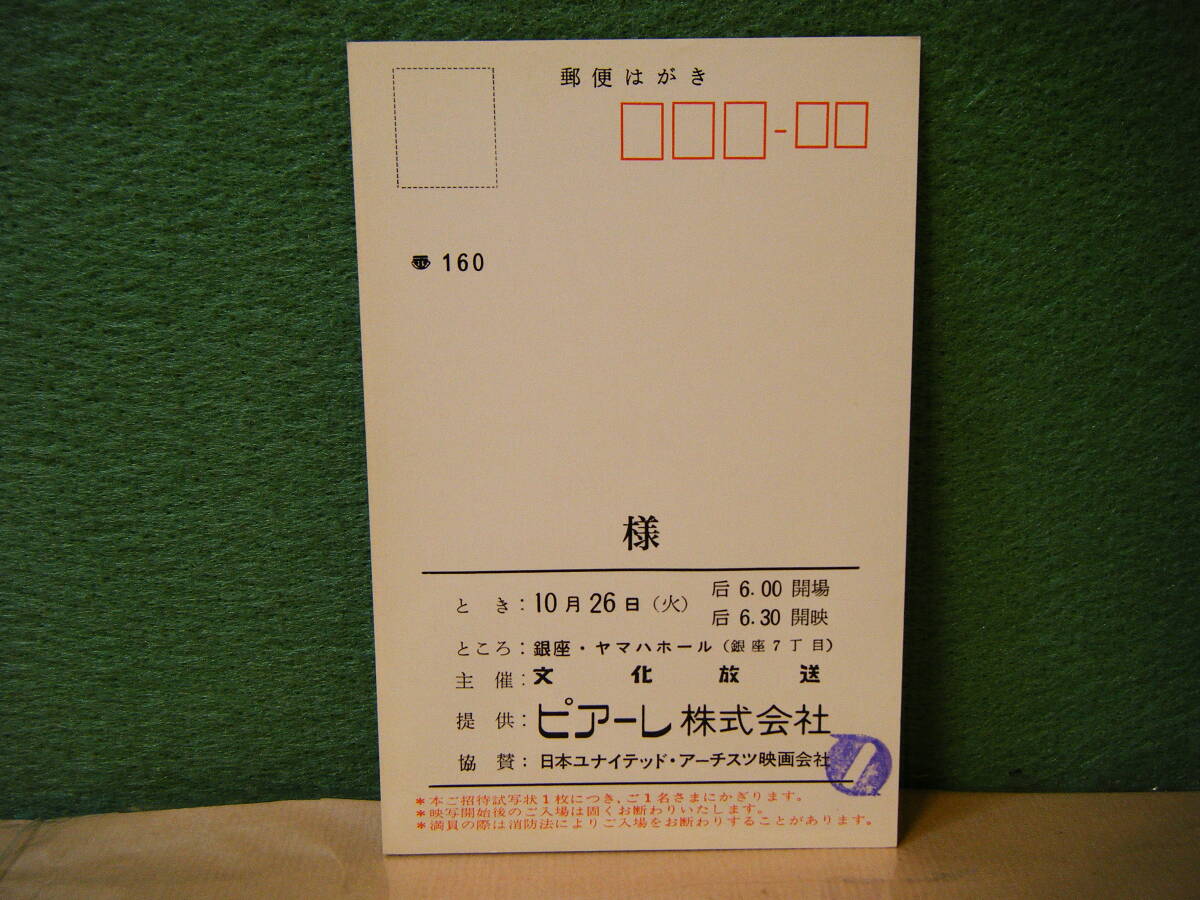 郵便はがき
-
160
様
とき：10月26日（火） 后 6.00 開場
后 6.30 開映
ところ：銀座・ヤマハホール（銀座7丁目）
主催：文化放送
提供：ピアーレ株式会社
協賛：日本ユナイテッド・アーチスツ映画会社
＊本ご招待試写状1枚につき、ご1名さまにかぎります。
＊映写開始後のご入場は固くお断わりいたします。
＊満員の際は消防法によりご入場をお断わりすることがあります。